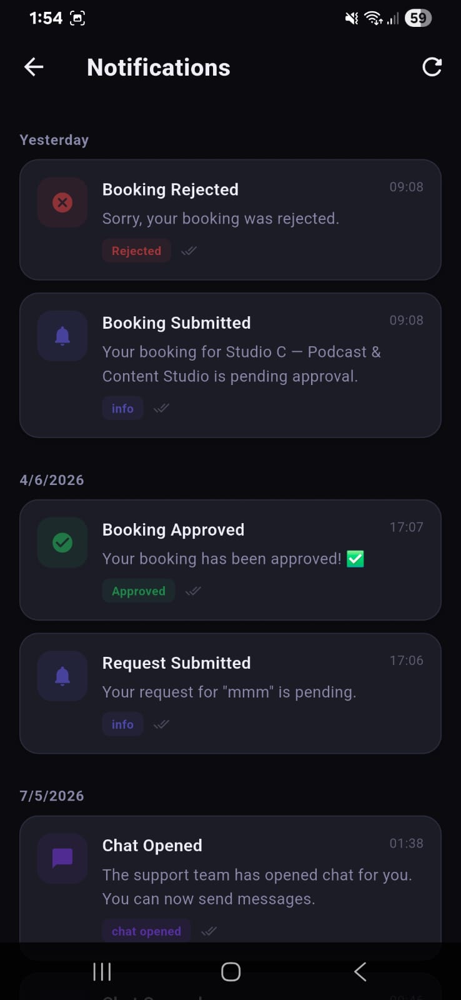 1:54
59
Notifications
Yesterday
Booking Rejected
09:08
Sorry, your booking was rejected.
Rejected
Booking Submitted
09:08
Your booking for Studio C — Podcast &
Content Studio is pending approval.
info
4/6/2026
Booking Approved
17:07
Your booking has been approved! ✅
Approved
Request Submitted
17:06
Your request for "mmm" is pending.
info
7/5/2026
Chat Opened
01:38
The support team has opened chat for you.
You can now send messages.
chat opened